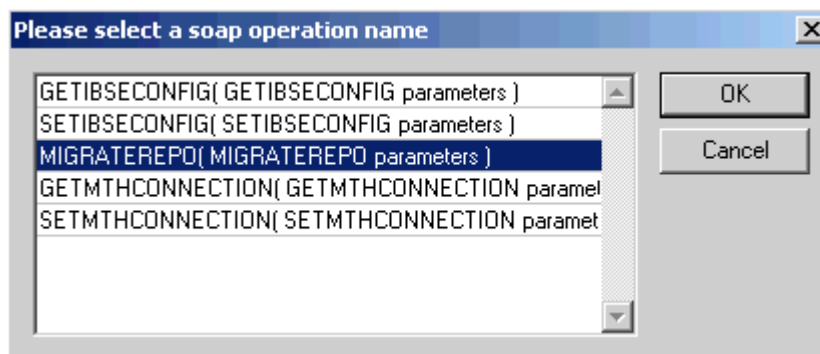 Please select a soap operation name
GETIBSECONFIG( GETIBSECONFIG parameters )
SETIBSECONFIG( SETIBSECONFIG parameters )
MIGRATEREPO( MIGRATEREPO parameters )
GETMTHCONNECTION( GETMTHCONNECTION paramet
SETMTHCONNECTION( SETMTHCONNECTION paramet
OK
Cancel